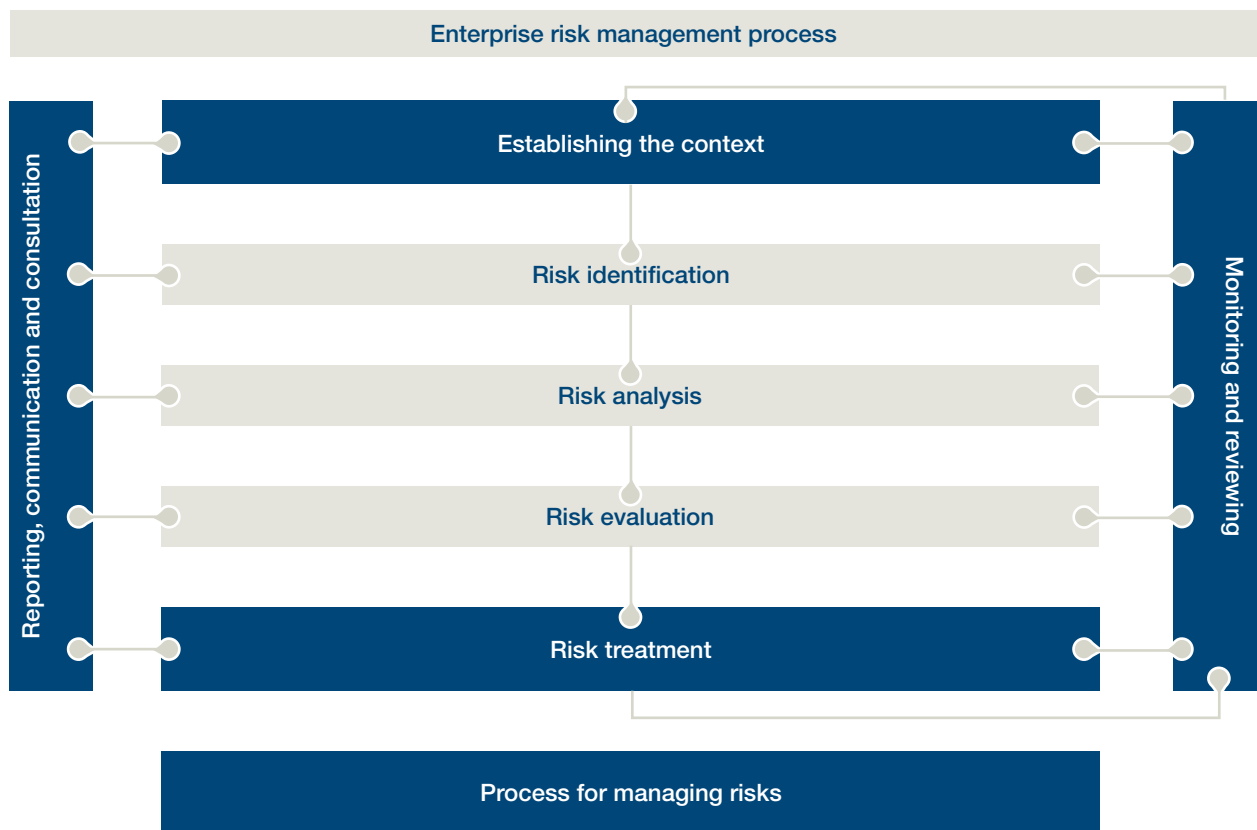 Enterprise risk management process
Reporting, communication and consultation
Establishing the context
Risk identification
Risk analysis
Risk evaluation
Risk treatment
Monitoring and reviewing
Process for managing risks